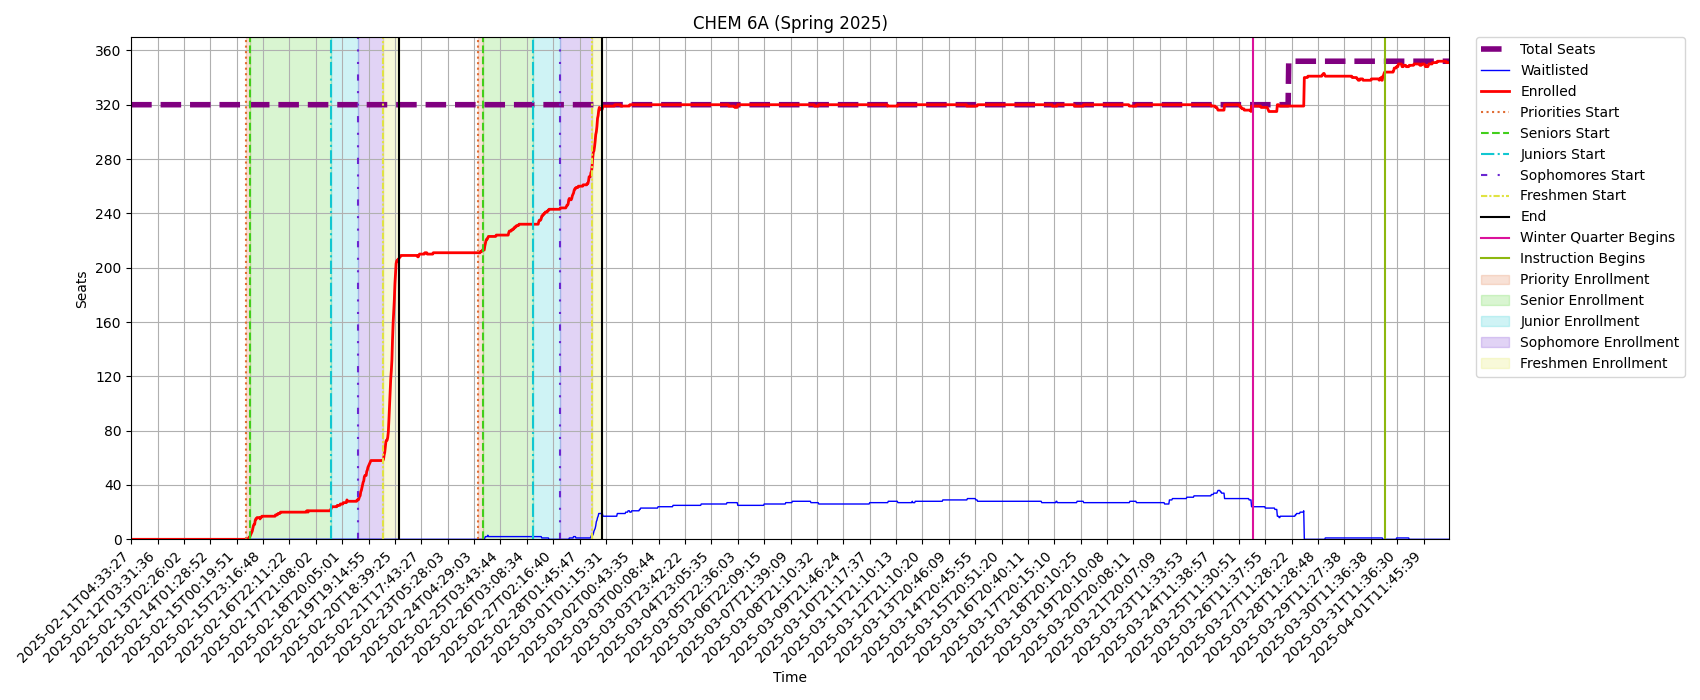 CHEM 6A (Spring 2025)
Seats
360
320
280
240
200
160
120
80
40
0
2025-02-11T04:33:27
2025-02-12T03:31:36
2025-02-13T02:26:02
2025-02-14T01:28:52
2025-02-15T00:19:51
2025-02-15T23:16:48
2025-02-16T22:11:22
2025-02-17T21:08:02
2025-02-18T20:05:01
2025-02-19T19:14:55
2025-02-20T18:39:25
2025-02-21T17:43:27
2025-02-23T05:28:03
2025-02-24T04:29:03
2025-02-25T03:43:44
2025-02-26T03:08:34
2025-02-27T02:16:40
2025-02-28T01:45:47
2025-03-01T01:15:31
2025-03-02T00:43:35
2025-03-03T00:08:44
2025-03-03T23:42:22
2025-03-04T23:05:35
2025-03-05T22:36:03
2025-03-06T22:09:15
2025-03-07T21:39:09
2025-03-08T21:10:32
2025-03-09T21:46:24
2025-03-10T21:17:37
2025-03-11T21:10:13
2025-03-12T21:10:20
2025-03-13T20:46:09
2025-03-14T20:45:55
2025-03-15T20:51:20
2025-03-16T20:40:11
2025-03-17T20:15:10
2025-03-18T20:10:25
2025-03-19T20:10:08
2025-03-20T20:08:11
2025-03-21T20:07:09
2025-03-23T11:33:53
2025-03-24T11:38:57
2025-03-25T11:30:51
2025-03-26T11:37:55
2025-03-27T11:28:22
2025-03-28T11:28:48
2025-03-29T11:27:38
2025-03-30T11:36:38
2025-03-31T11:36:30
2025-04-01T11:45:39
Time
Total Seats
Waitlisted
Enrolled
Priorities Start
Seniors Start
Juniors Start
Sophomores Start
Freshmen Start
End
Winter Quarter Begins
Instruction Begins
Priority Enrollment
Senior Enrollment
Junior Enrollment
Sophomore Enrollment
Freshmen Enrollment